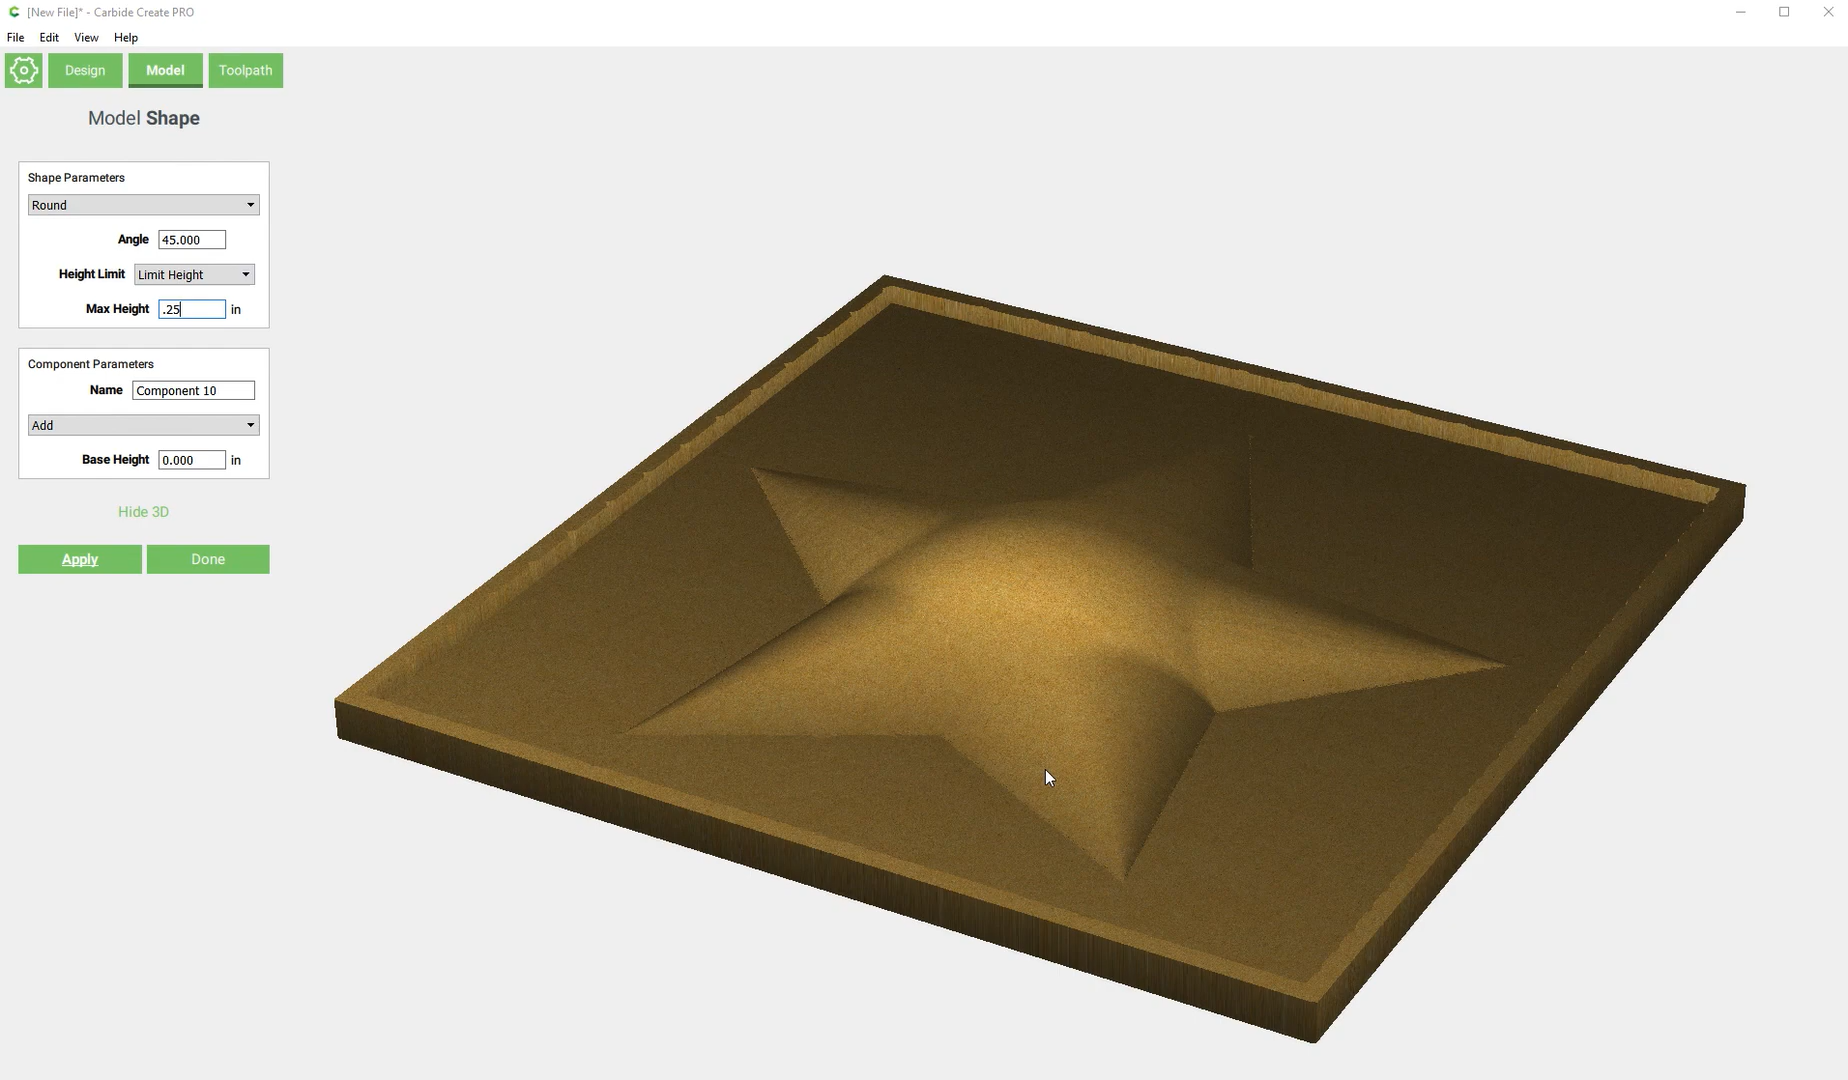 [New File]* - Carbide Create PRO
File Edit View Help
Design Model Toolpath
Model Shape
Shape Parameters
Round
Angle 45.000
Height Limit Limit Height
Max Height .25 in
Component Parameters
Name Component 10
Add
Base Height 0.000 in
Hide 3D
Apply Done